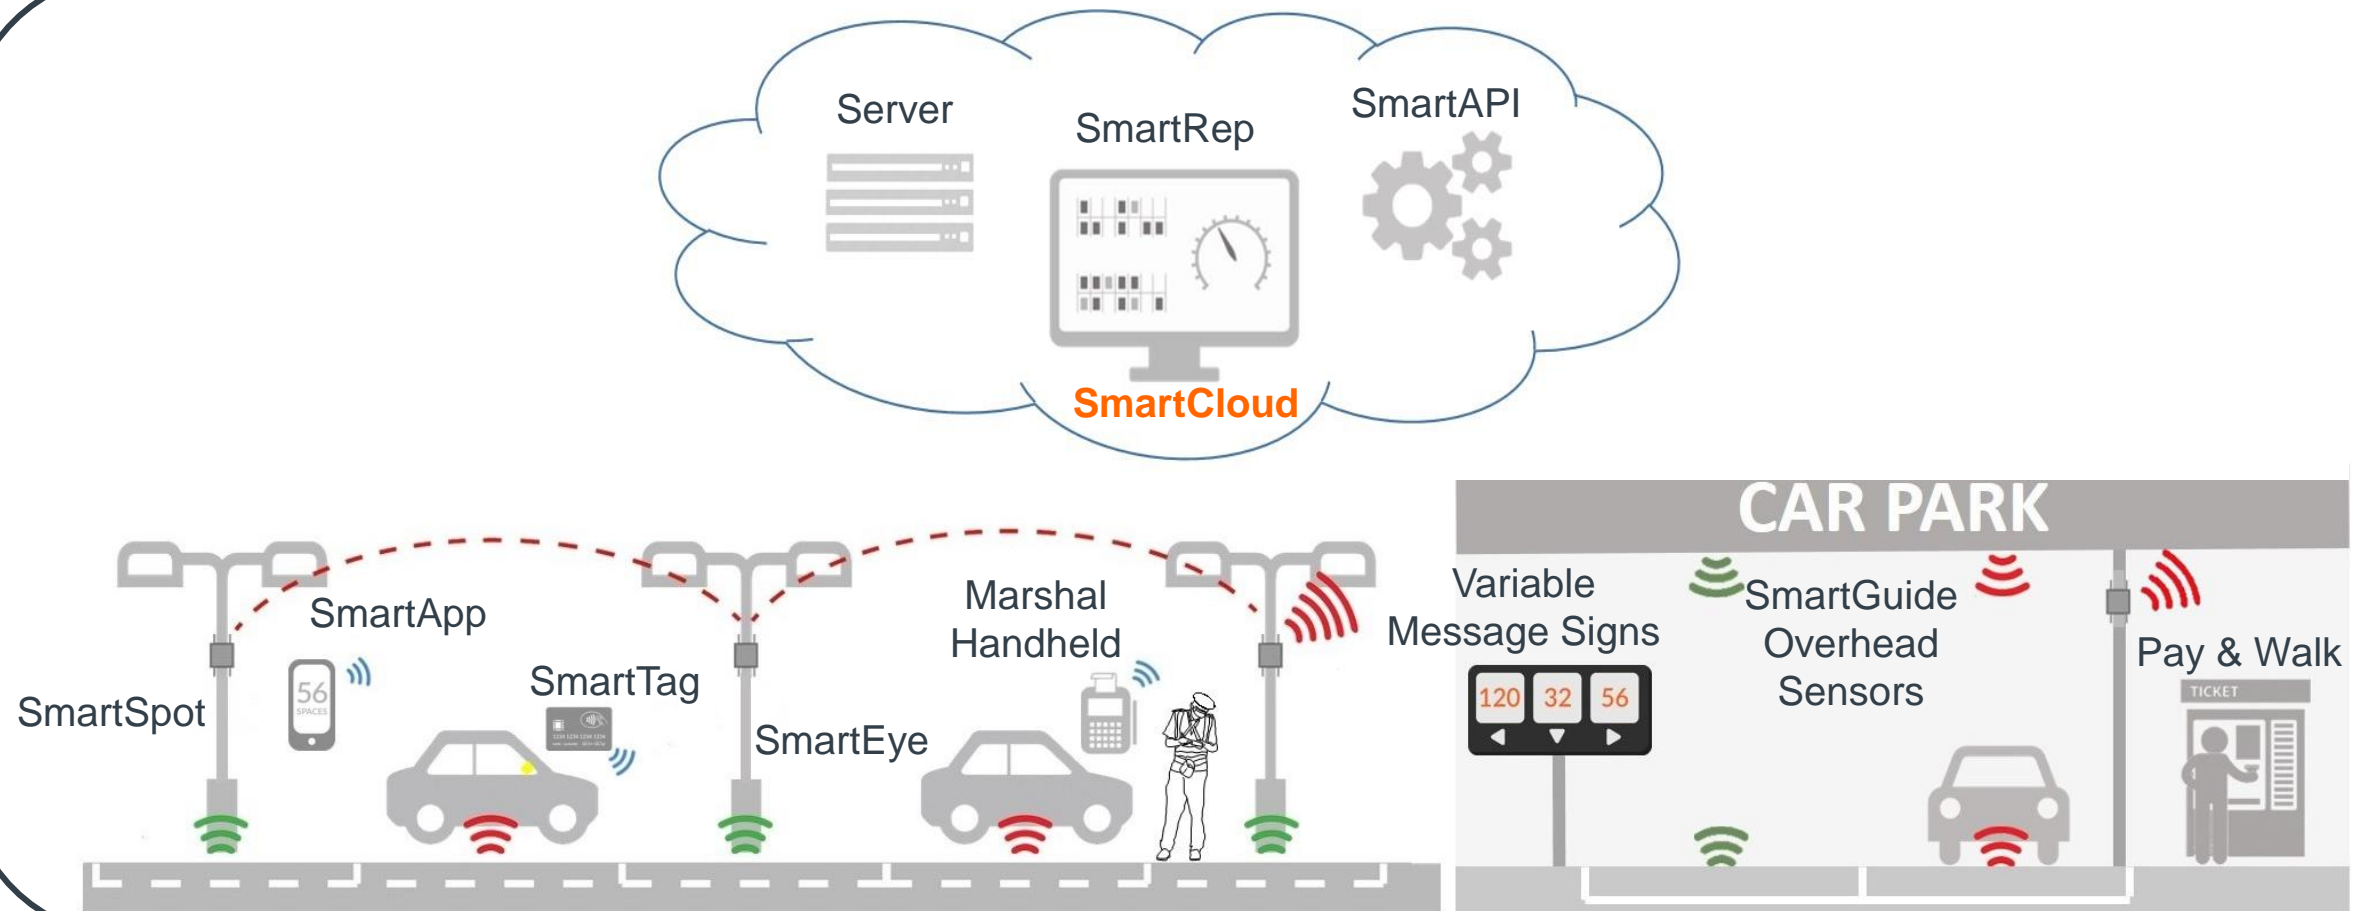 Server
SmartRep
SmartAPI
SmartCloud
CAR PARK
SmartApp
56
SPACES
SmartSpot
SmartTag
SmartEye
Marshal
Handheld
Variable
Message Signs
120 32 56
SmartGuide
Overhead
Sensors
Pay & Walk
TICKET